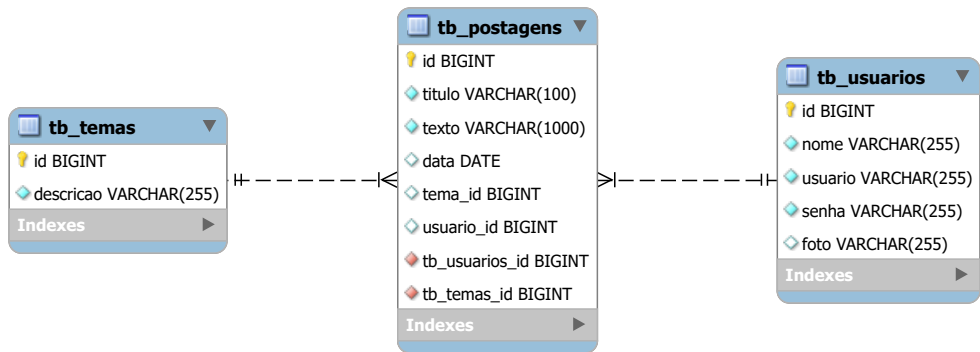 tb_temas
id BIGINT
descricao VARCHAR(255)
Indexes
tb_postagens
id BIGINT
titulo VARCHAR(100)
texto VARCHAR(1000)
data DATE
tema_id BIGINT
usuario_id BIGINT
tb_usuarios_id BIGINT
tb_temas_id BIGINT
Indexes
tb_usuarios
id BIGINT
nome VARCHAR(255)
usuario VARCHAR(255)
senha VARCHAR(255)
foto VARCHAR(255)
Indexes